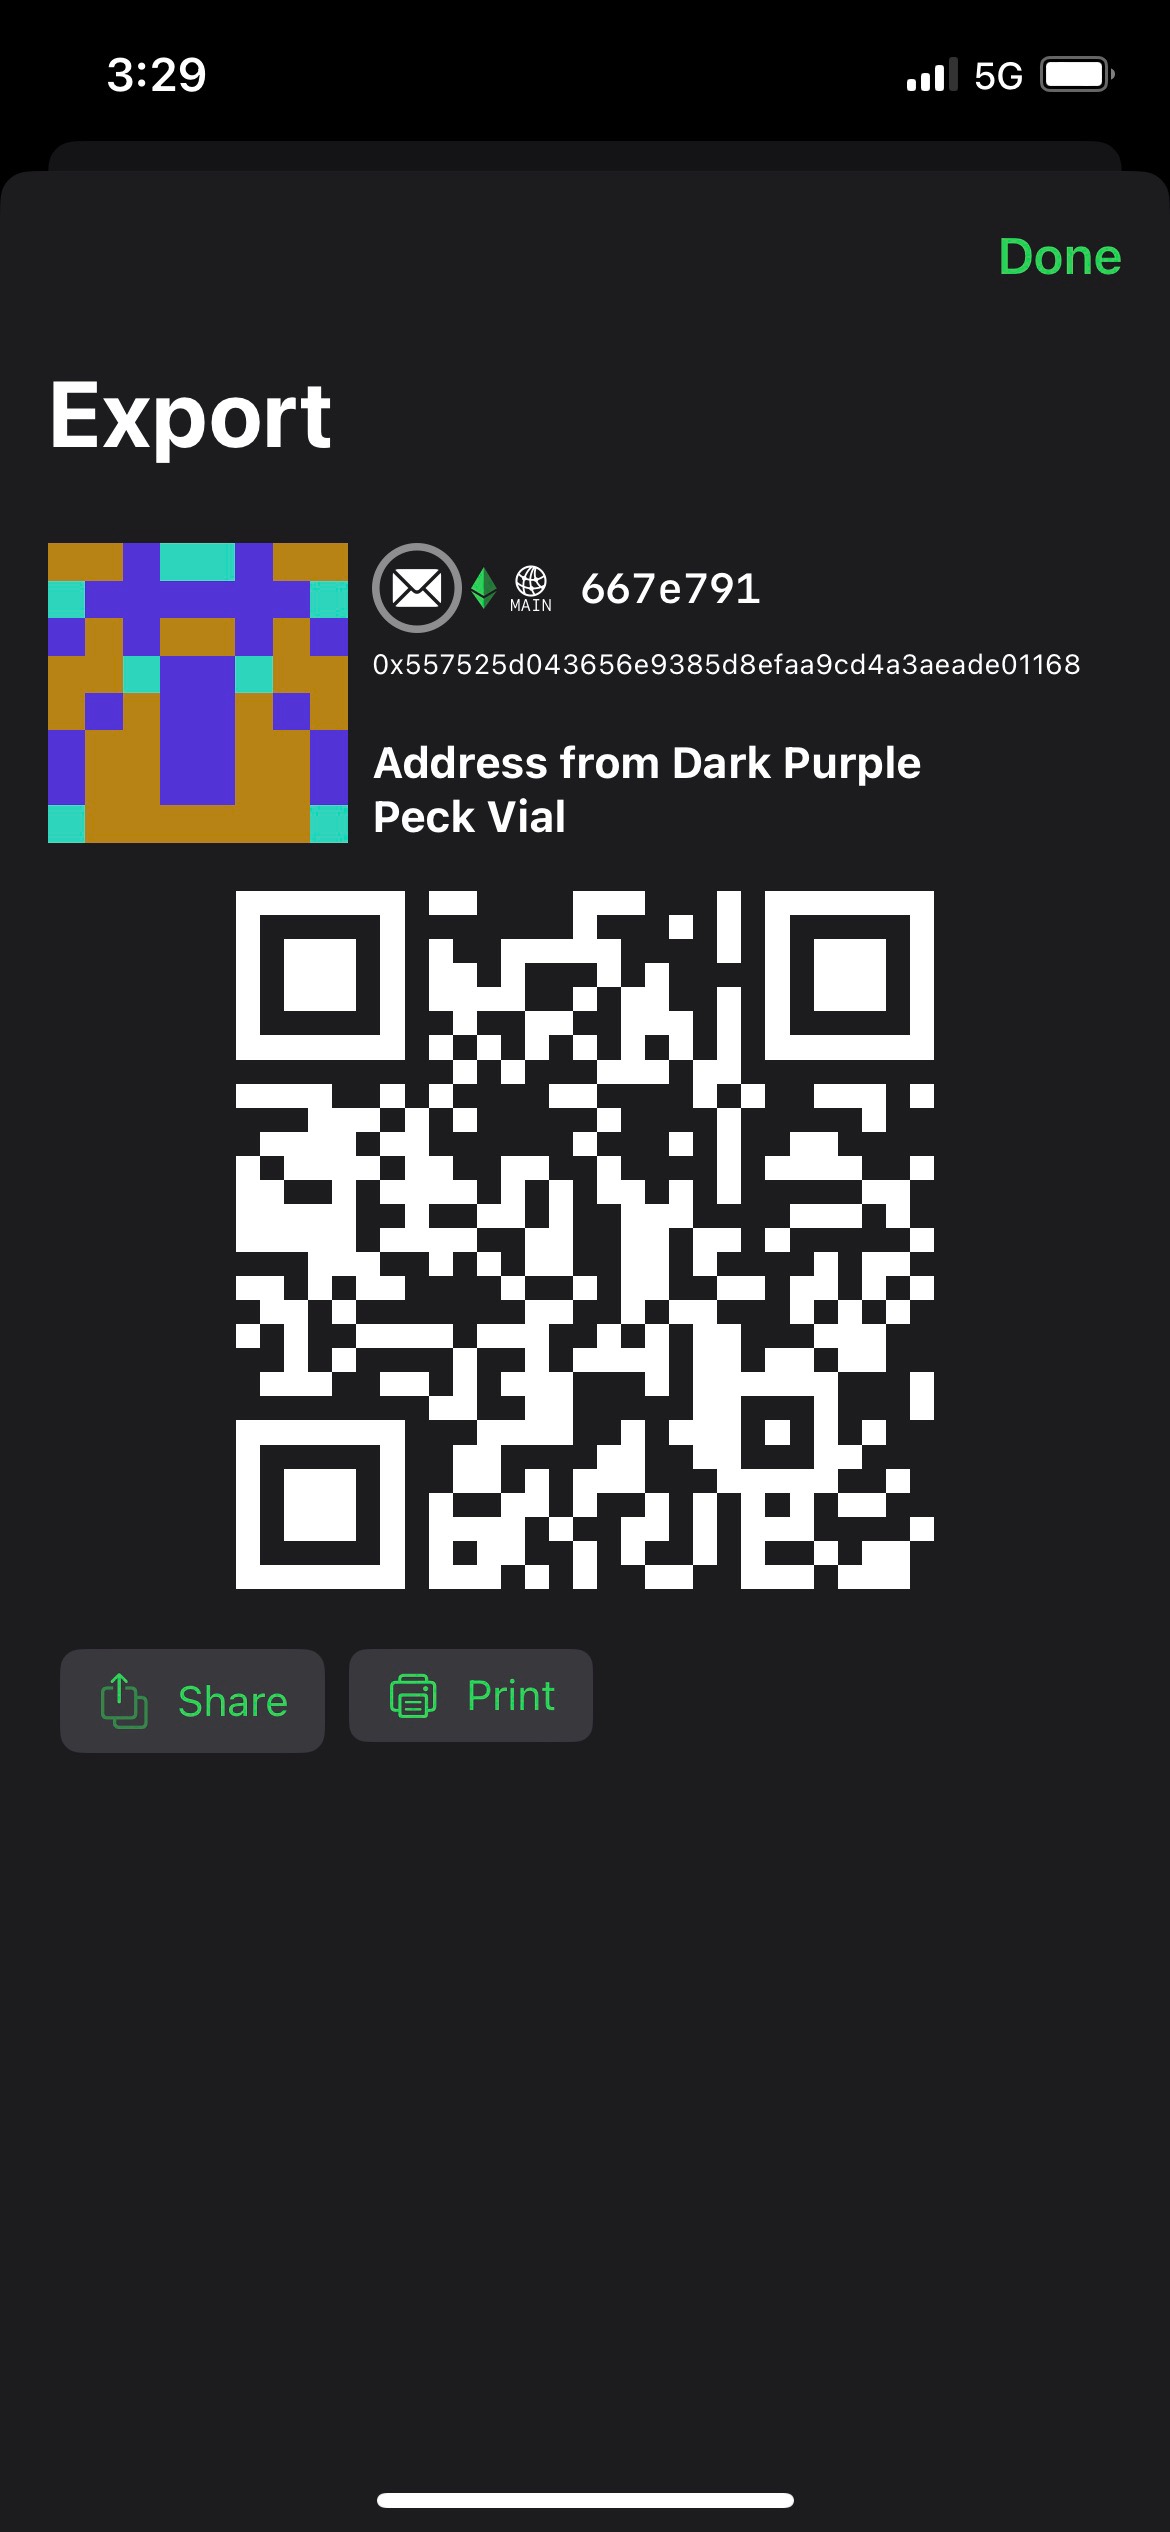 3:29
5G
Done
Export
MAIN
667e791
0x557525d043656e9385d8efaa9cd4a3aeade01168
Address from Dark Purple
Peck Vial
Share
Print